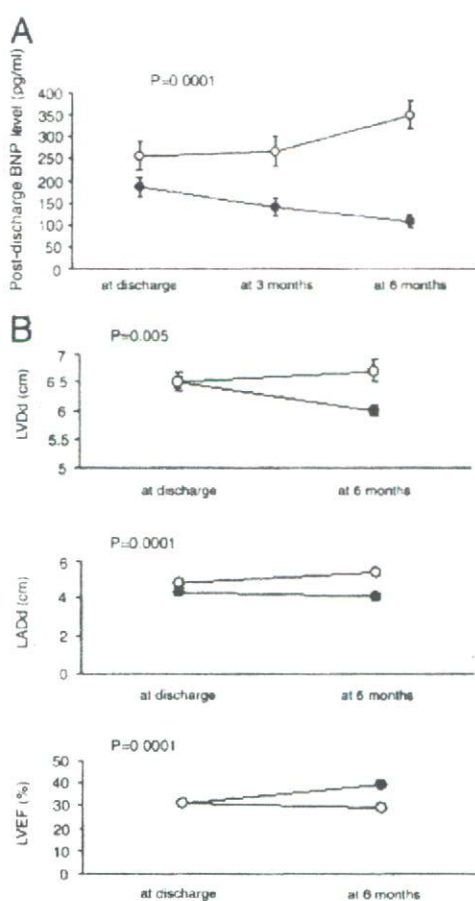 A
P=0.0001
Post-discharge BNP level (pg/ml)
400
350
300
250
200
150
100
50
0
at discharge
at 3 months
at 6 months
B
P=0.005
LVDd (cm)
7
6.5
6
5.5
5
at discharge
at 6 months
P=0.0001
LADd (cm)
6
4
2
0
at discharge
at 6 months
P=0.0001
LVEF (%)
50
40
30
20
10
0
at discharge
at 6 months